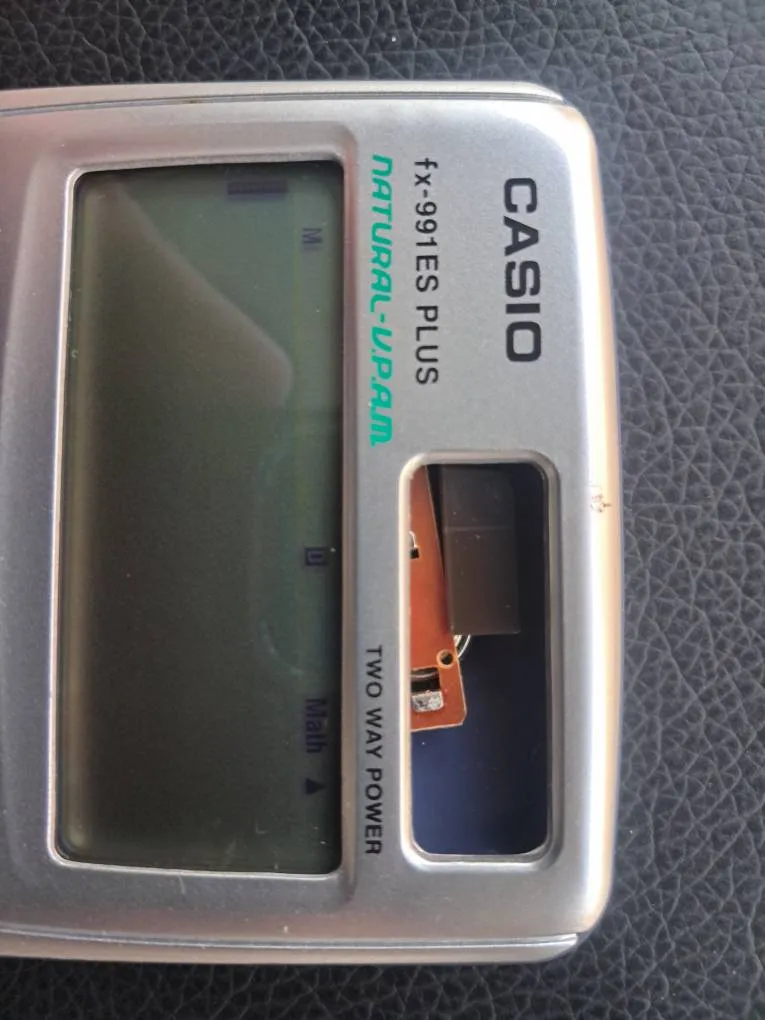 CASIO
fx-991ES PLUS
NATURAL-V.P.A.M.
TWO WAY POWER
M D Math ▲